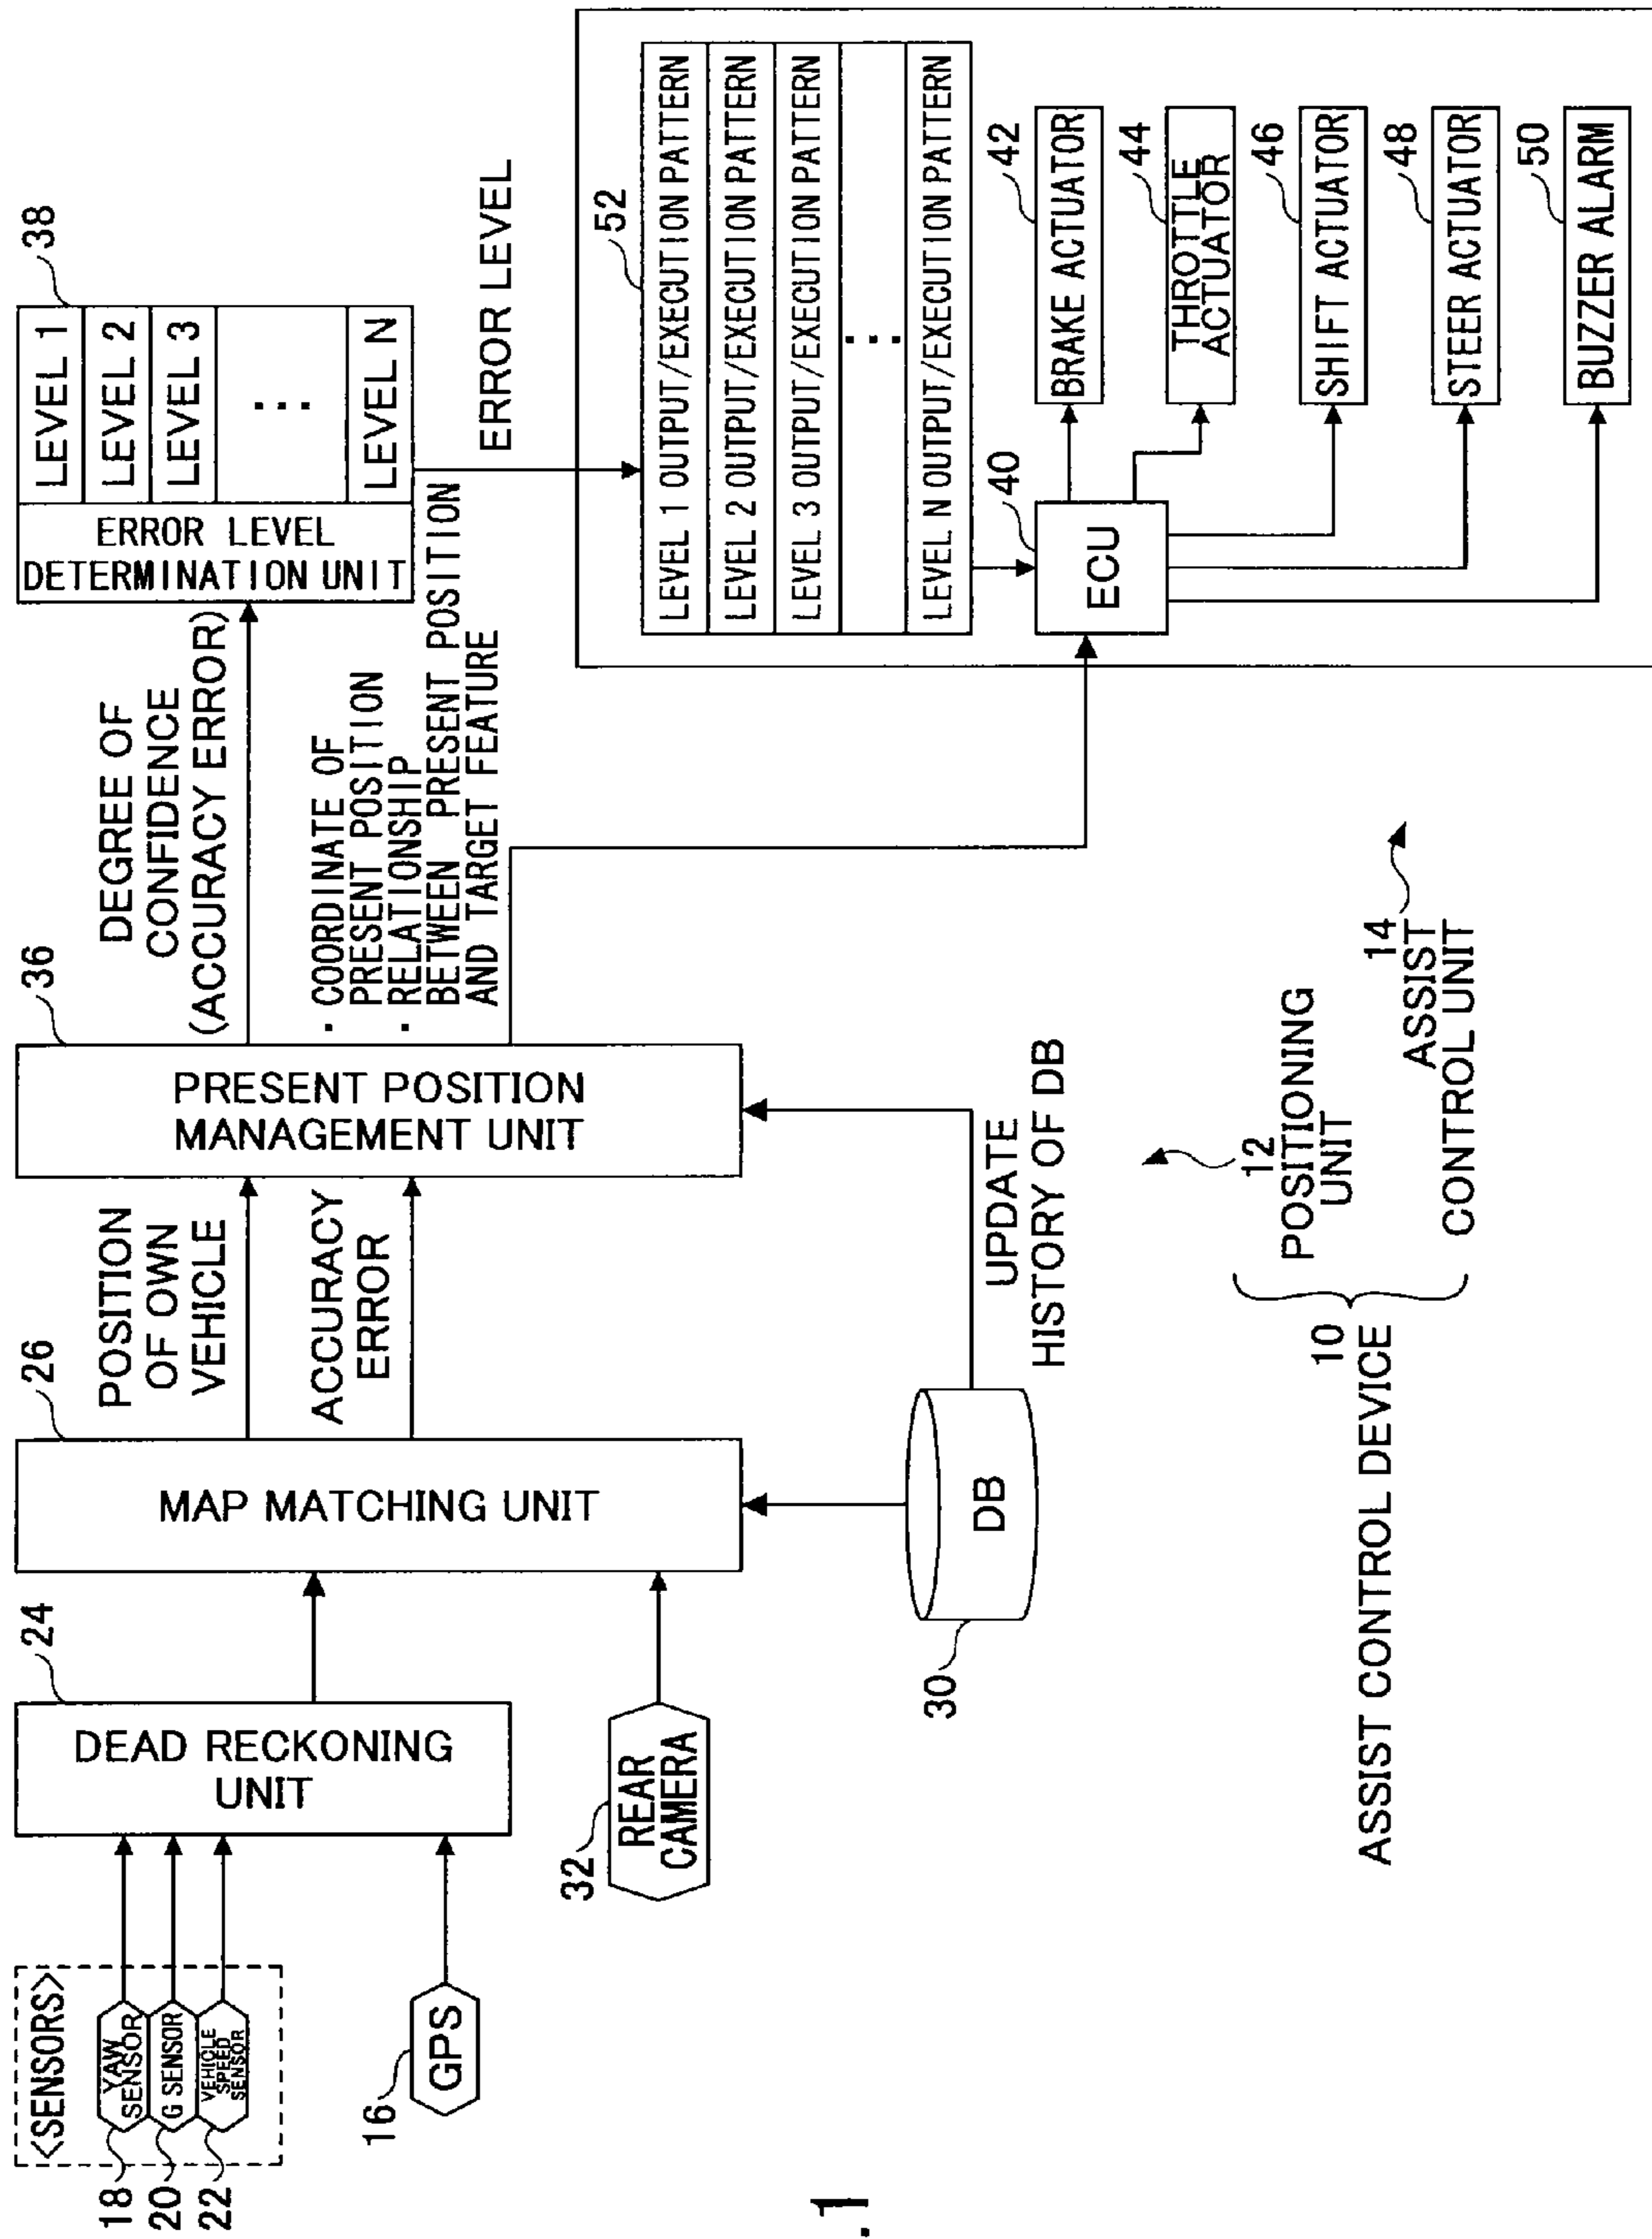 <SENSORS>
18
YAW
SENSOR
20
G SENSOR
22
VEHICLE
SPEED
SENSOR
16
GPS
24
DEAD RECKONING
UNIT
32
REAR
CAMERA
26
MAP MATCHING UNIT
30
DB
POSITION
OF OWN
VEHICLE
ACCURACY
ERROR
UPDATE
HISTORY OF DB
36
PRESENT POSITION
MANAGEMENT UNIT
DEGREE OF
CONFIDENCE
(ACCURACY ERROR)
· COORDINATE OF
PRESENT POSITION
· RELATIONSHIP
BETWEEN PRESENT POSITION
AND TARGET FEATURE
38
ERROR LEVEL
DETERMINATION UNIT
LEVEL 1
LEVEL 2
LEVEL 3
...
LEVEL N
ERROR LEVEL
52
LEVEL 1 OUTPUT/EXECUTION PATTERN
LEVEL 2 OUTPUT/EXECUTION PATTERN
LEVEL 3 OUTPUT/EXECUTION PATTERN
...
LEVEL N OUTPUT/EXECUTION PATTERN
40
ECU
42
BRAKE ACTUATOR
44
THROTTLE
ACTUATOR
46
SHIFT ACTUATOR
48
STEER ACTUATOR
50
BUZZER ALARM
10
ASSIST CONTROL DEVICE
12
POSITIONING
UNIT
14
ASSIST
CONTROL UNIT
.1